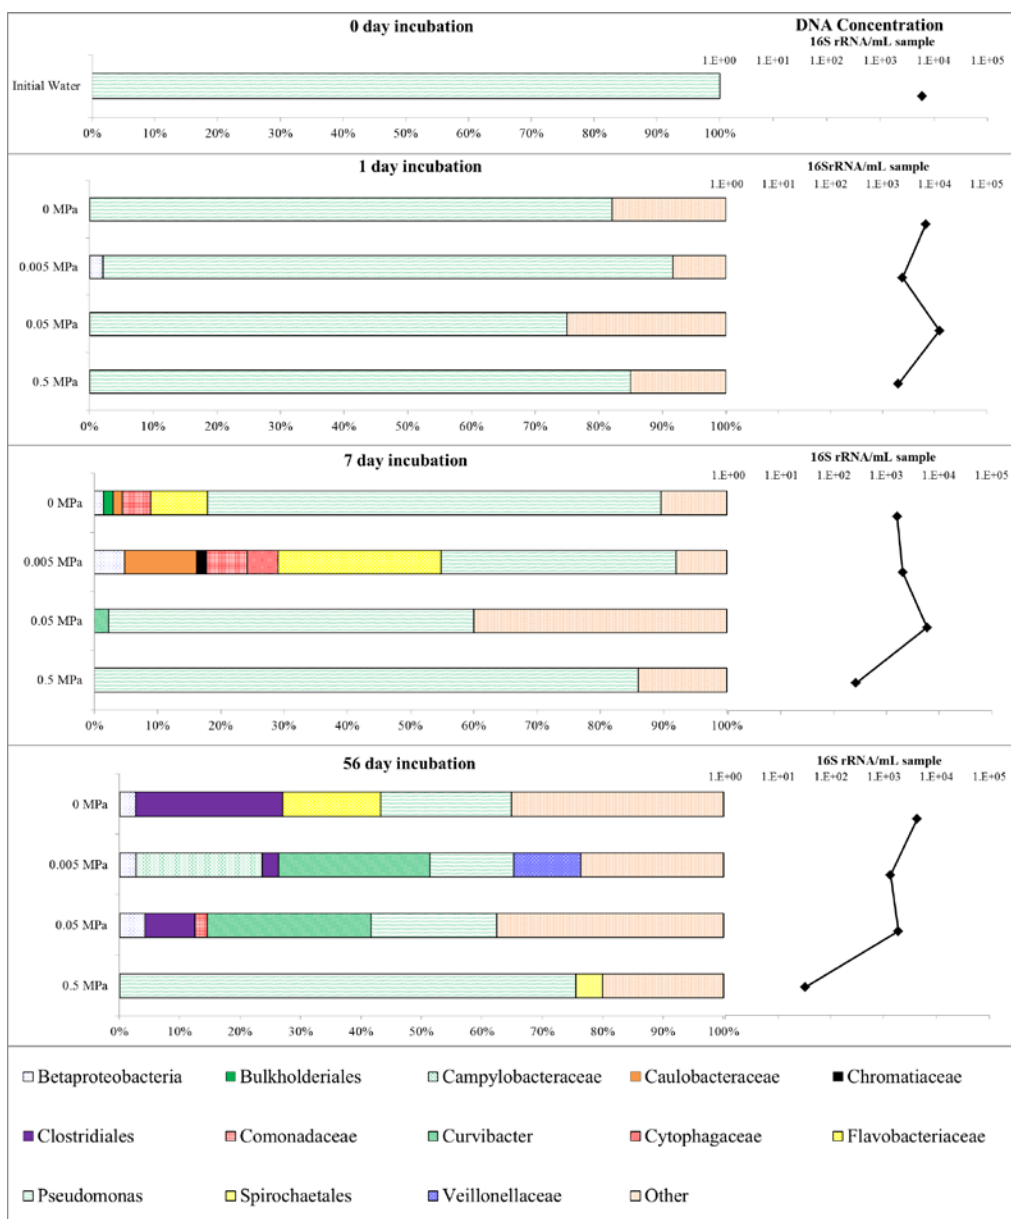 0 day incubation
DNA Concentration
16S rRNA/mL sample
1.E+00 1.E+01 1.E+02 1.E+03 1.E+04 1.E+05
Initial Water
0% 10% 20% 30% 40% 50% 60% 70% 80% 90% 100%
1 day incubation
16SrRNA/mL sample
1.E+00 1.E+01 1.E+02 1.E+03 1.E+04 1.E+05
0 MPa
0.005 MPa
0.05 MPa
0.5 MPa
0% 10% 20% 30% 40% 50% 60% 70% 80% 90% 100%
7 day incubation
16S rRNA/mL sample
1.E+00 1.E+01 1.E+02 1.E+03 1.E+04 1.E+05
0 MPa
0.005 MPa
0.05 MPa
0.5 MPa
0% 10% 20% 30% 40% 50% 60% 70% 80% 90% 100%
56 day incubation
16S rRNA/mL sample
1.E+00 1.E+01 1.E+02 1.E+03 1.E+04 1.E+05
0 MPa
0.005 MPa
0.05 MPa
0.5 MPa
0% 10% 20% 30% 40% 50% 60% 70% 80% 90% 100%
Betaproteobacteria Bulkholderiales Campylobacteraceae Caulobacteraceae Chromatiaceae
Clostridiales Comonadaceae Curvibacter Cytophagaceae Flavobacteriaceae
Pseudomonas Spirochaetales Veillonellaceae Other